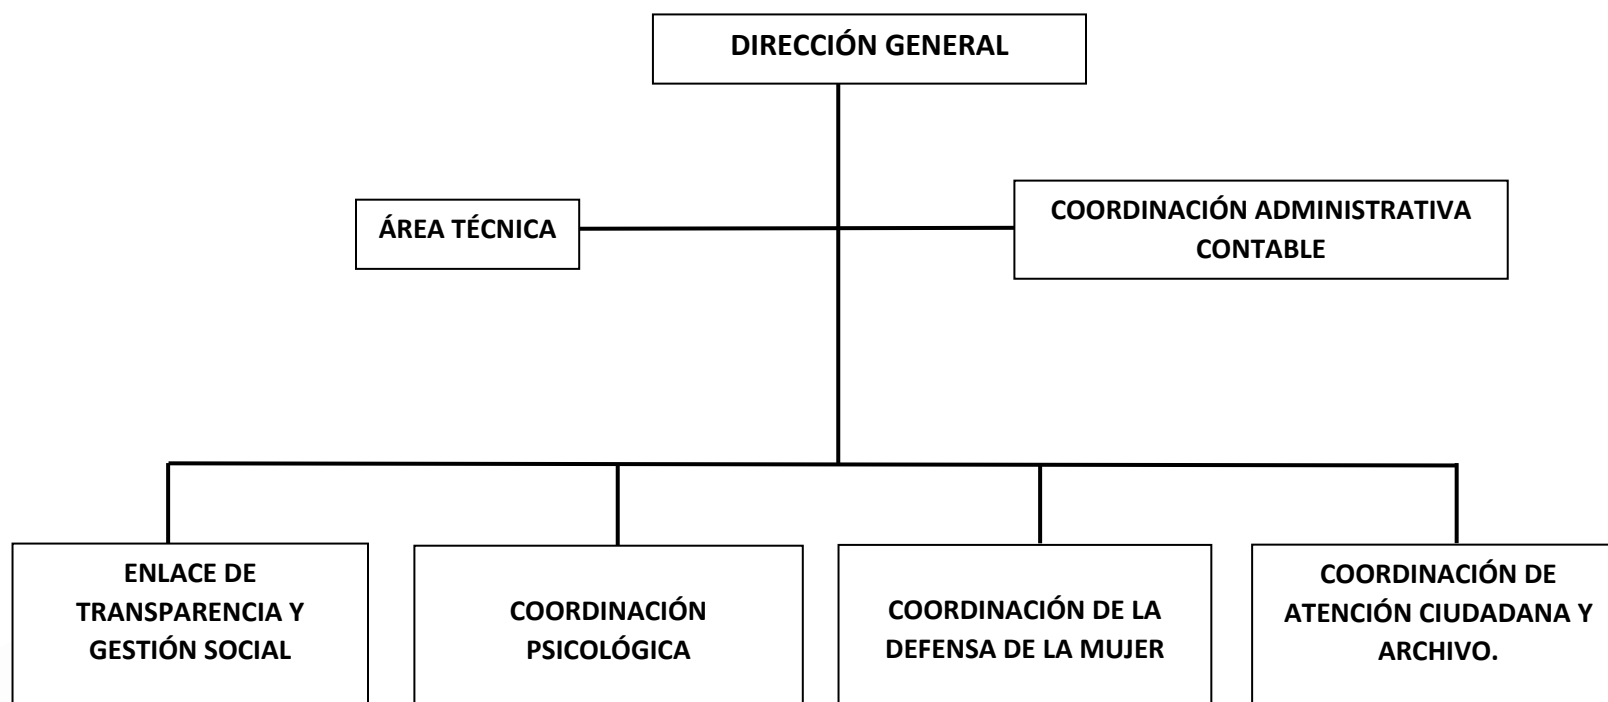 DIRECCIÓN GENERAL
ÁREA TÉCNICA
COORDINACIÓN ADMINISTRATIVA
CONTABLE
ENLACE DE
TRANSPARENCIA Y
GESTIÓN SOCIAL
COORDINACIÓN
PSICOLÓGICA
COORDINACIÓN DE LA
DEFENSA DE LA MUJER
COORDINACIÓN DE
ATENCIÓN CIUDADANA Y
ARCHIVO.